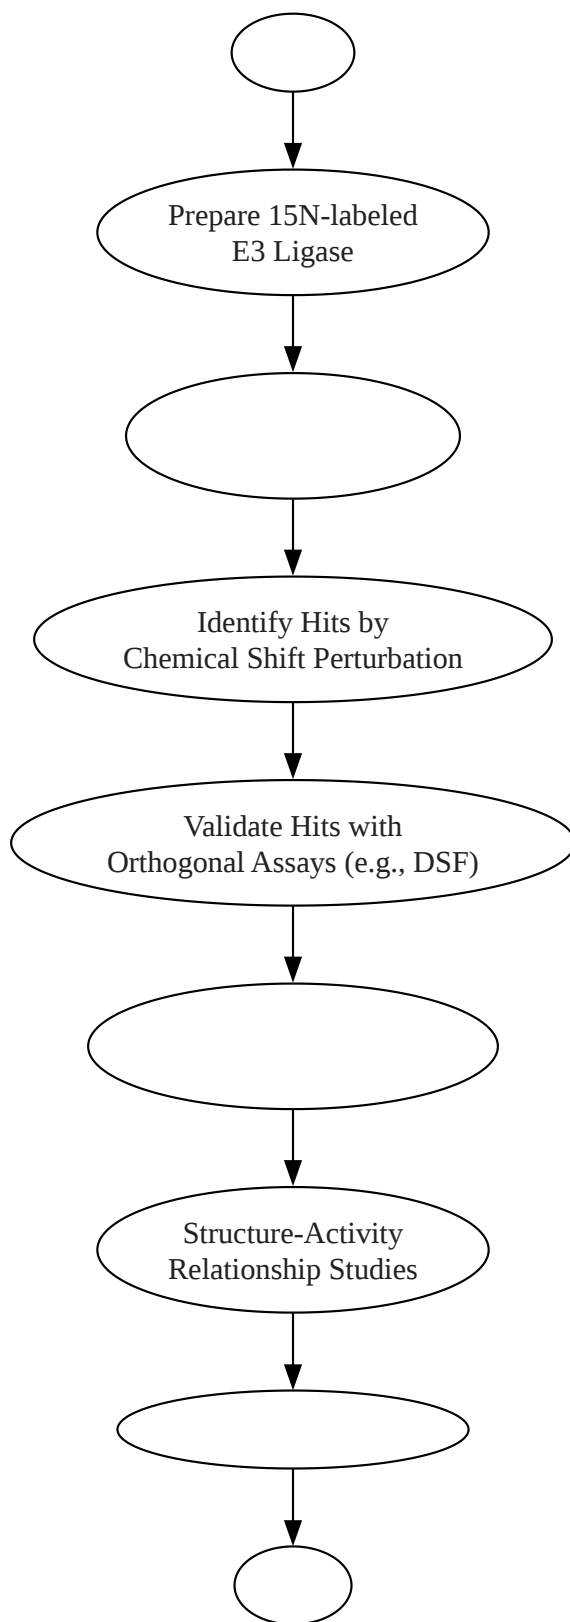 Prepare 15N-labeled
E3 Ligase
Identify Hits by
Chemical Shift Perturbation
Validate Hits with
Orthogonal Assays (e.g., DSF)
Structure-Activity
Relationship Studies